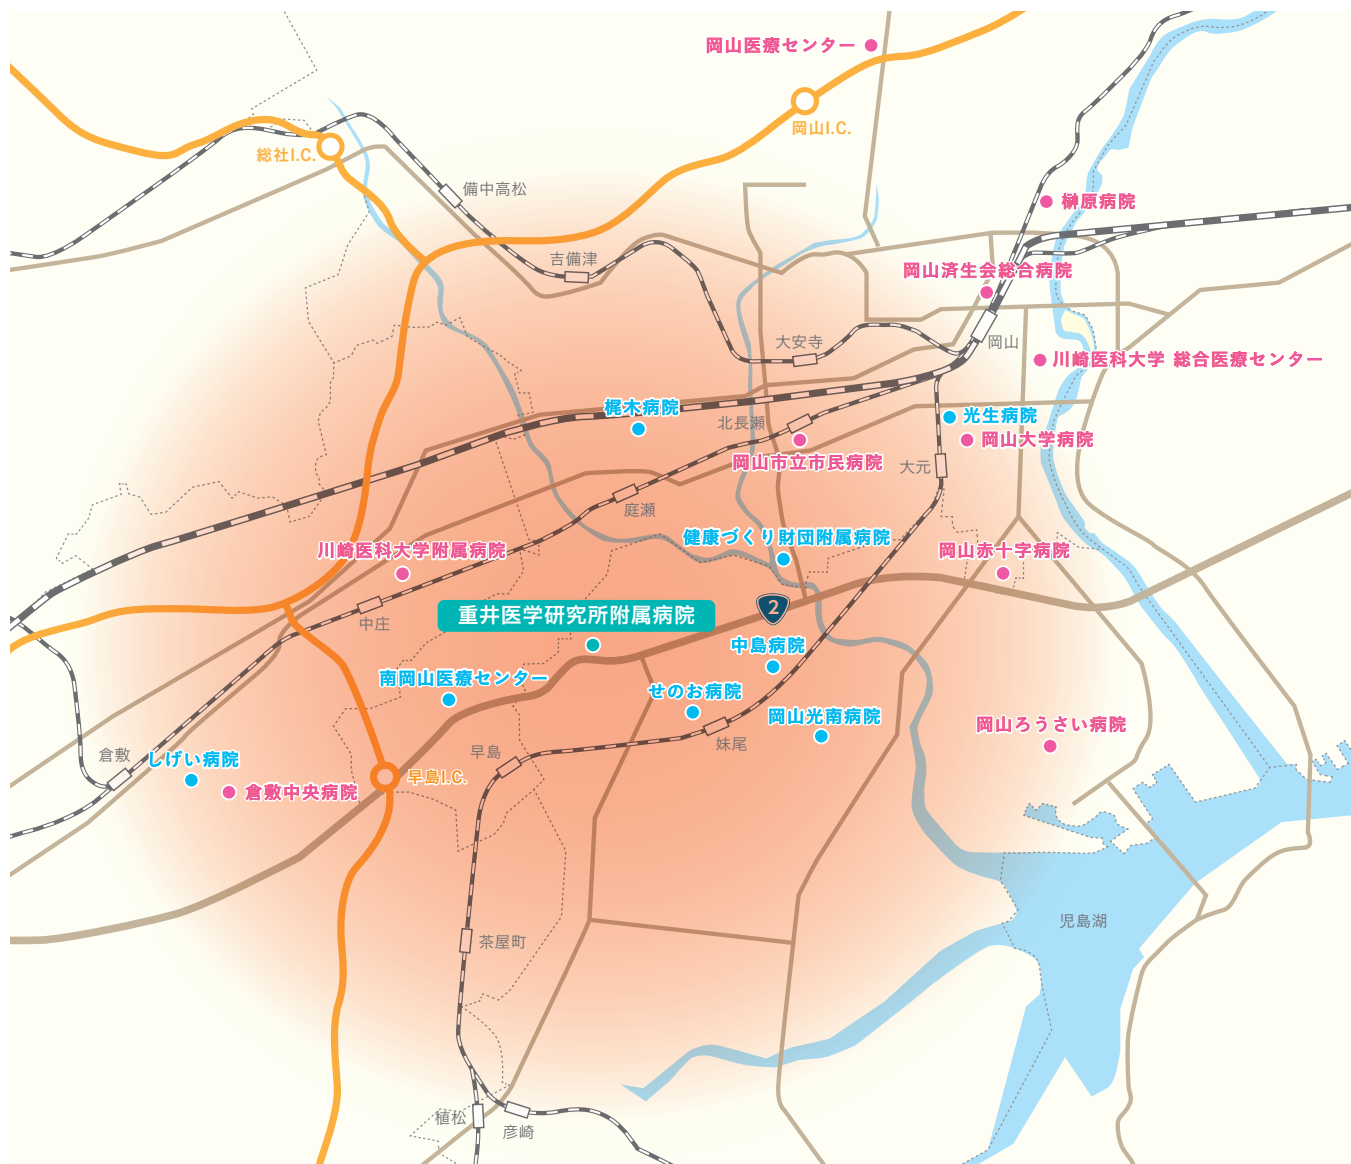 岡山医療センター
岡山I.C.
総社I.C.
備中高松
榊原病院
吉備津
岡山済生会総合病院
大安寺
岡山
川崎医科大学 総合医療センター
梶木病院
北長瀬
光生病院
岡山大学病院
岡山市立市民病院
大元
庭瀬
健康づくり財団附属病院
川崎医科大学附属病院
岡山赤十字病院
重井医学研究所附属病院
2
中庄
中島病院
南岡山医療センター
せのお病院
岡山光南病院
岡山ろうさい病院
妹尾
早島
倉敷
しげい病院
早島I.C.
倉敷中央病院
児島湖
茶屋町
植松
彦崎